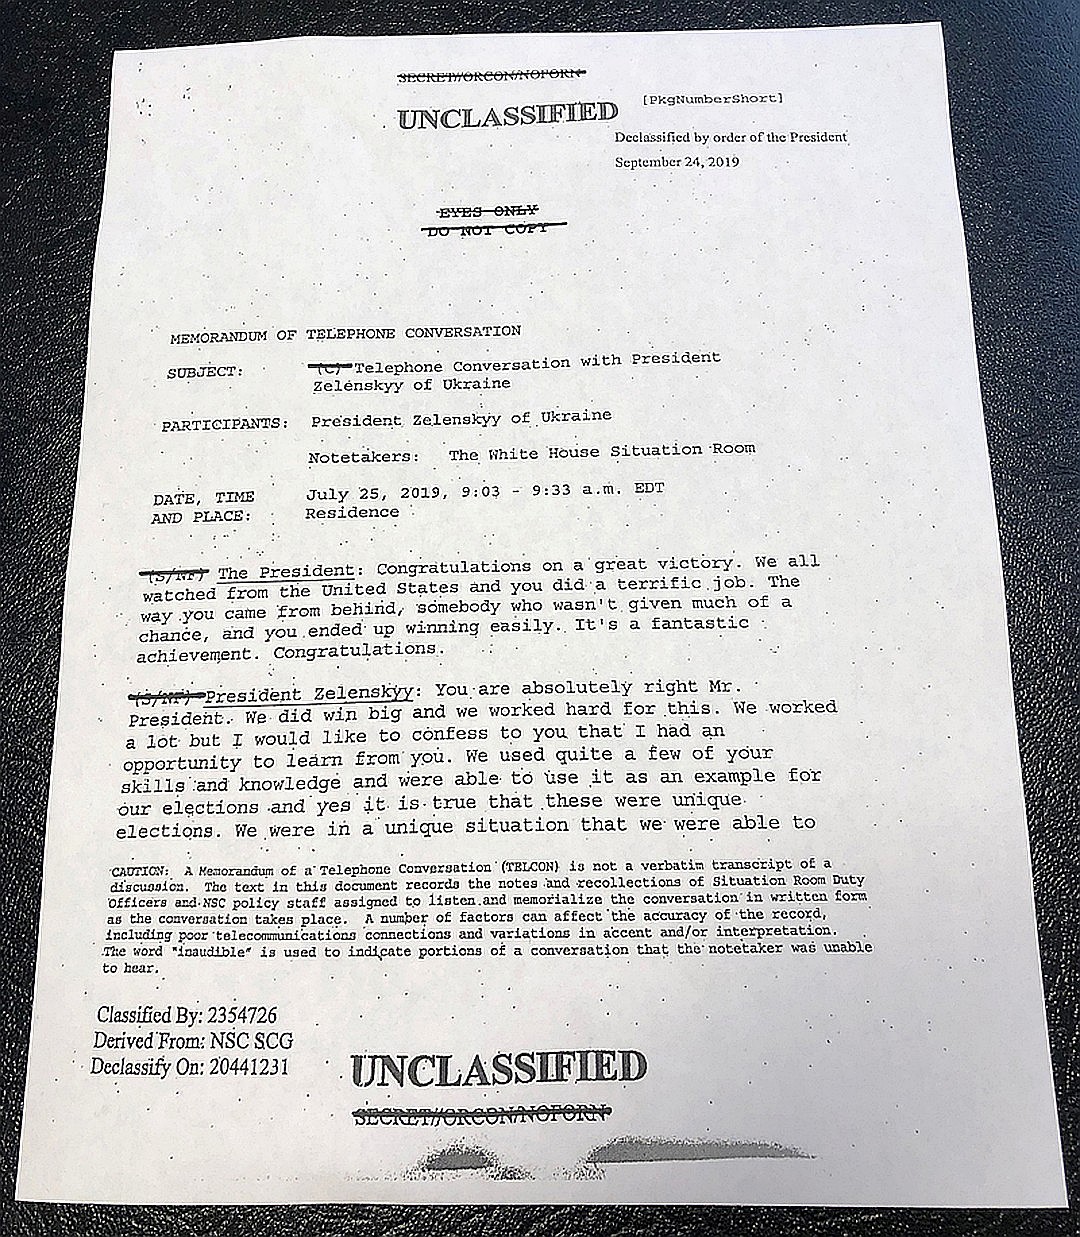 SECRET//ORCON/NOFORN
UNCLASSIFIED
[PkgNumberShort]
Declassified by order of the President
September 24, 2019
EYES ONLY
DO NOT COPY
MEMORANDUM OF TELEPHONE CONVERSATION
SUBJECT: (C) Telephone Conversation with President
Zelenskyy of Ukraine
PARTICIPANTS: President Zelenskyy of Ukraine
Notetakers: The White House Situation Room
DATE, TIME July 25, 2019, 9:03 - 9:33 a.m. EDT
AND PLACE: Residence
(S/NF) The President: Congratulations on a great victory. We all
watched from the United States and you did a terrific job. The
way you came from behind, somebody who wasn't given much of a
chance, and you ended up winning easily. It's a fantastic
achievement. Congratulations.
(S/NF) President Zelenskyy: You are absolutely right Mr.
President. We did win big and we worked hard for this. We worked
a lot but I would like to confess to you that I had an
opportunity to learn from you. We used quite a few of your
skills and knowledge and were able to use it as an example for
our elections and yes it is true that these were unique
elections. We were in a unique situation that we were able to
CAUTION: A Memorandum of a Telephone Conversation (TELCON) is not a verbatim transcript of a
discussion. The text in this document records the notes and recollections of Situation Room Duty
Officers and NSC policy staff assigned to listen and memorialize the conversation in written form
as the conversation takes place. A number of factors can affect the accuracy of the record,
including poor telecommunications connections and variations in accent and/or interpretation.
The word "inaudible" is used to indicate portions of a conversation that the notetaker was unable
to hear.
Classified By: 2354726
Derived From: NSC SCG
Declassify On: 20441231
UNCLASSIFIED
SECRET//ORCON/NOFORN